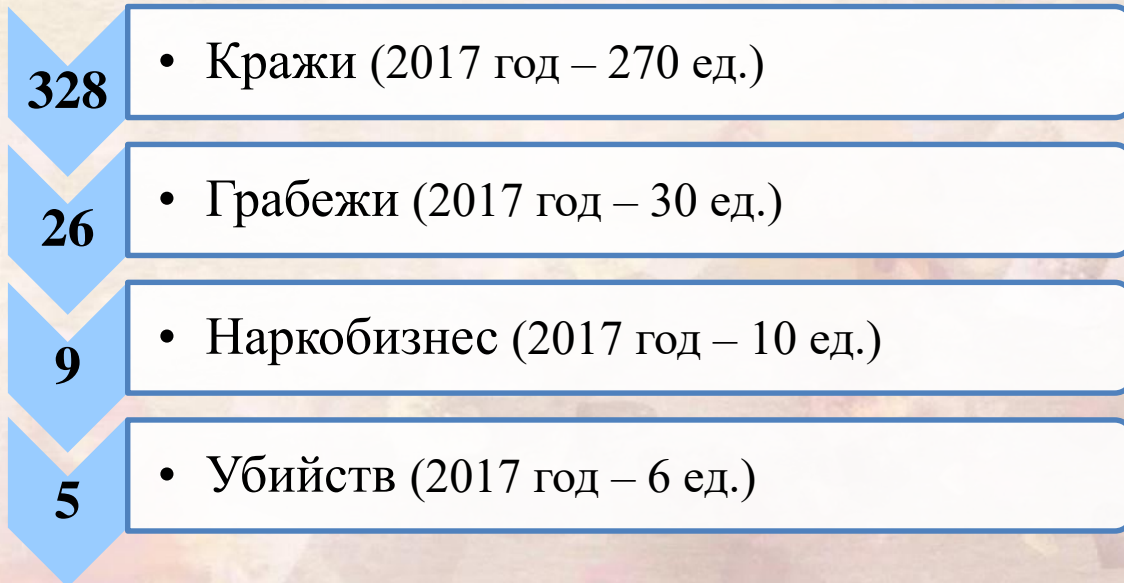 328
• Кражи (2017 год – 270 ед.)
26
• Грабежи (2017 год – 30 ед.)
9
• Наркобизнес (2017 год – 10 ед.)
5
• Убийств (2017 год – 6 ед.)